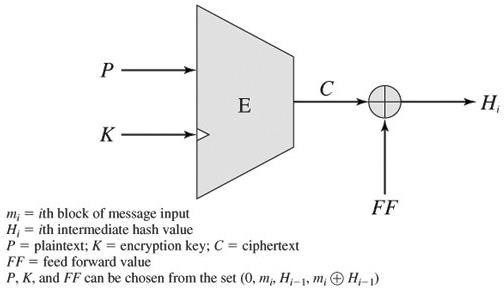 P
K
E
C
Hᵢ
FF
mᵢ = ith block of message input
Hᵢ = ith intermediate hash value
P = plaintext; K = encryption key; C = ciphertext
FF = feed forward value
P, K, and FF can be chosen from the set (0, mᵢ, Hᵢ₋₁, mᵢ ⊕ Hᵢ₋₁)